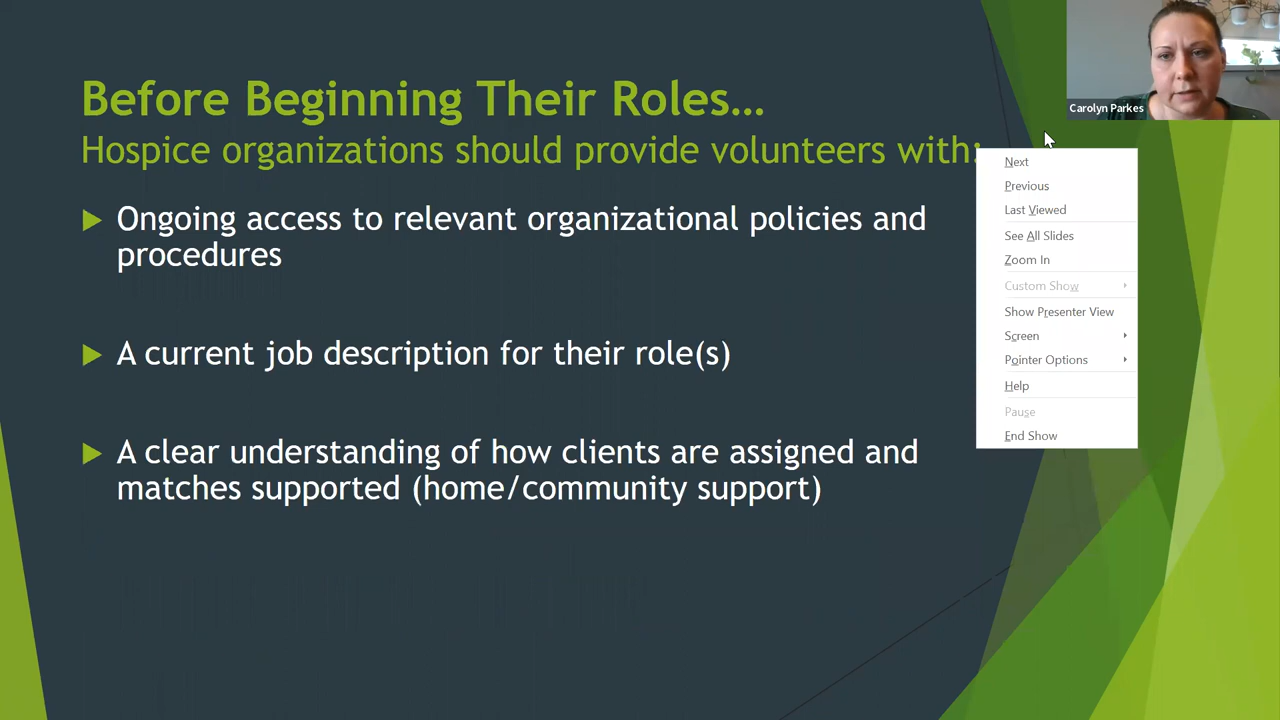 Before Beginning Their Roles…
Hospice organizations should provide volunteers with:
Ongoing access to relevant organizational policies and
procedures
A current job description for their role(s)
A clear understanding of how clients are assigned and
matches supported (home/community support)
Carolyn Parkes
Next
Previous
Last Viewed
See All Slides
Zoom In
Custom Show
Show Presenter View
Screen
Pointer Options
Help
Pause
End Show